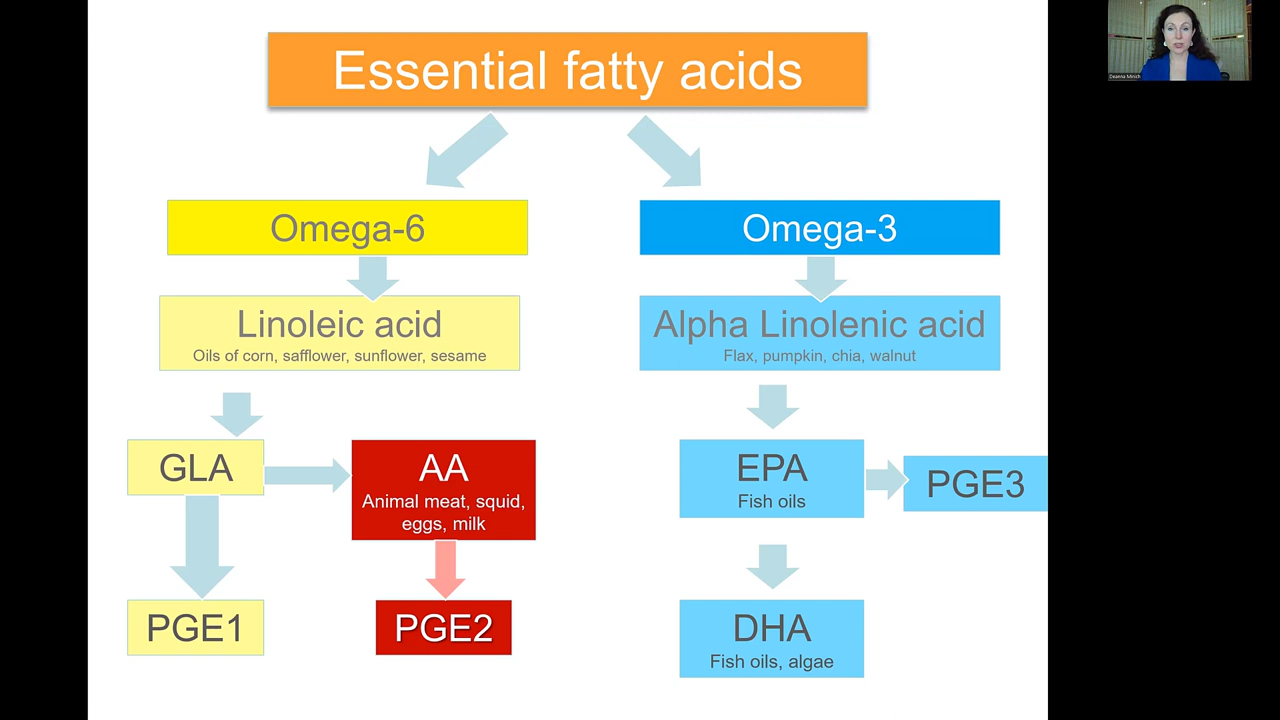 Essential fatty acids
Omega-6
Omega-3
Linoleic acid
Oils of corn, safflower, sunflower, sesame
Alpha Linolenic acid
Flax, pumpkin, chia, walnut
GLA
AA
Animal meat, squid,
eggs, milk
EPA
Fish oils
PGE3
PGE1
PGE2
DHA
Fish oils, algae
Deanna Minich